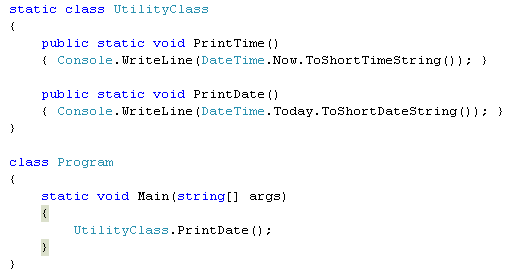 static class UtilityClass
{
    public static void PrintTime()
    { Console.WriteLine(DateTime.Now.ToShortTimeString()); }

    public static void PrintDate()
    { Console.WriteLine(DateTime.Today.ToShortDateString()); }
}

class Program
{
    static void Main(string[] args)
    {
        UtilityClass.PrintDate();
    }
}